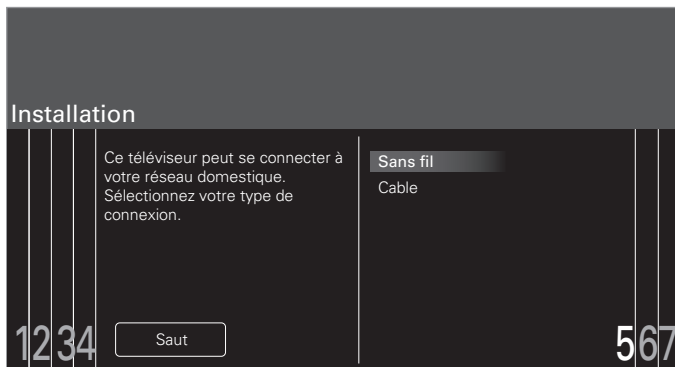 Installation
Ce téléviseur peut se connecter à
votre réseau domestique.
Sélectionnez votre type de
connexion.
Sans fil
Cable
1234
Saut
567